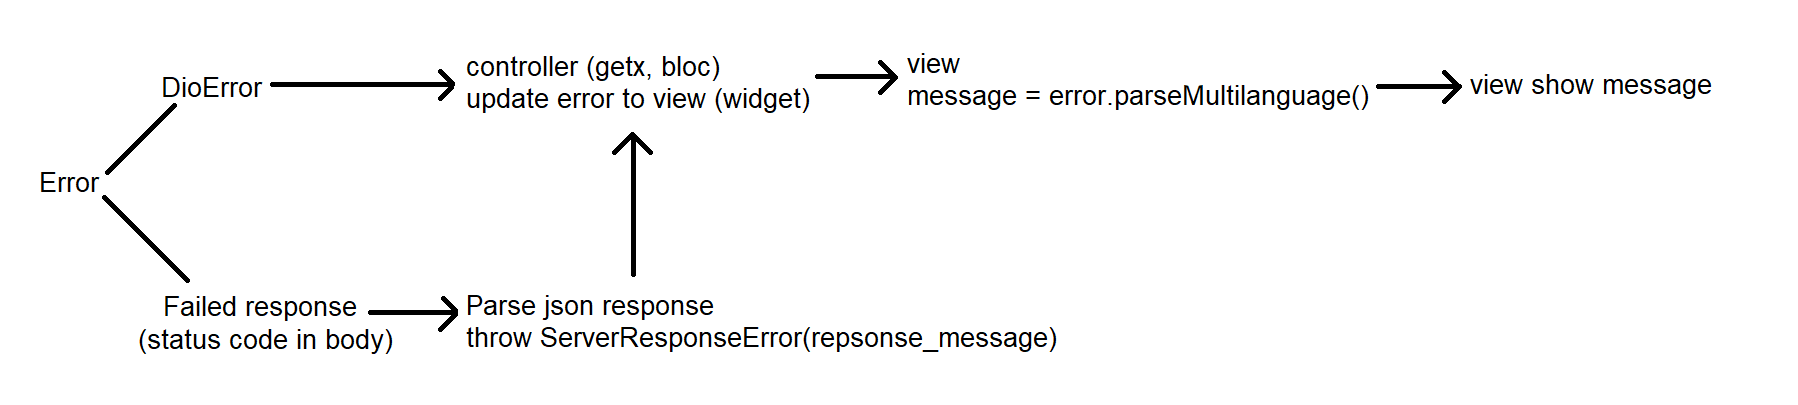 Error
DioError
controller (getx, bloc)
update error to view (widget)
view
message = error.parseMultilanguage()
view show message
Failed response
(status code in body)
Parse json response
throw ServerResponseError(repsonse_message)